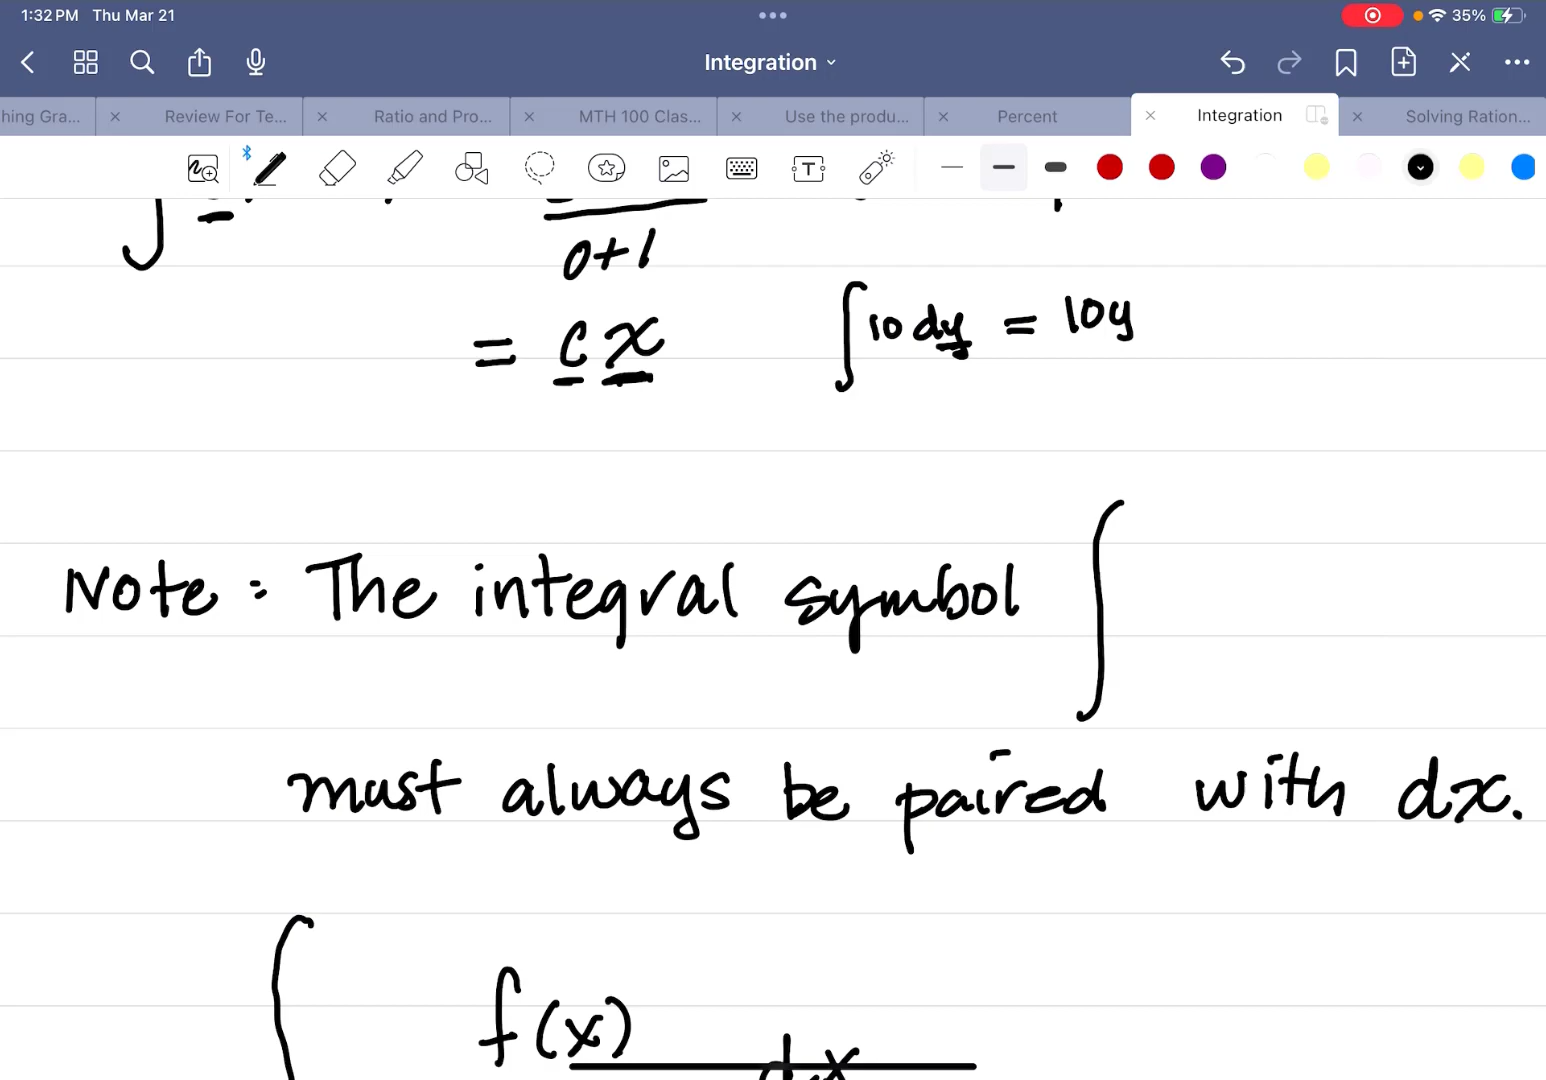 1:32 PM Thu Mar 21
35%
Integration
hing Gra... Review For Te... Ratio and Pro... MTH 100 Clas... Use the produ... Percent Integration Solving Ration...
0+1
= c x
∫ 10 dy = 10y
Note: The integral symbol ∫
must always be paired with dx.
∫ f(x) dx